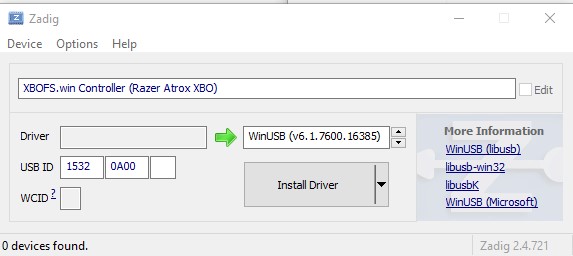 Zadig
Device Options Help
XBOFS.win Controller (Razer Atrox XBO)
Edit
Driver
WinUSB (v6.1.7600.16385)
USB ID 1532 0A00
WCID ?
Install Driver
More Information
WinUSB (libusb)
libusb-win32
libusbK
WinUSB (Microsoft)
0 devices found.
Zadig 2.4.721